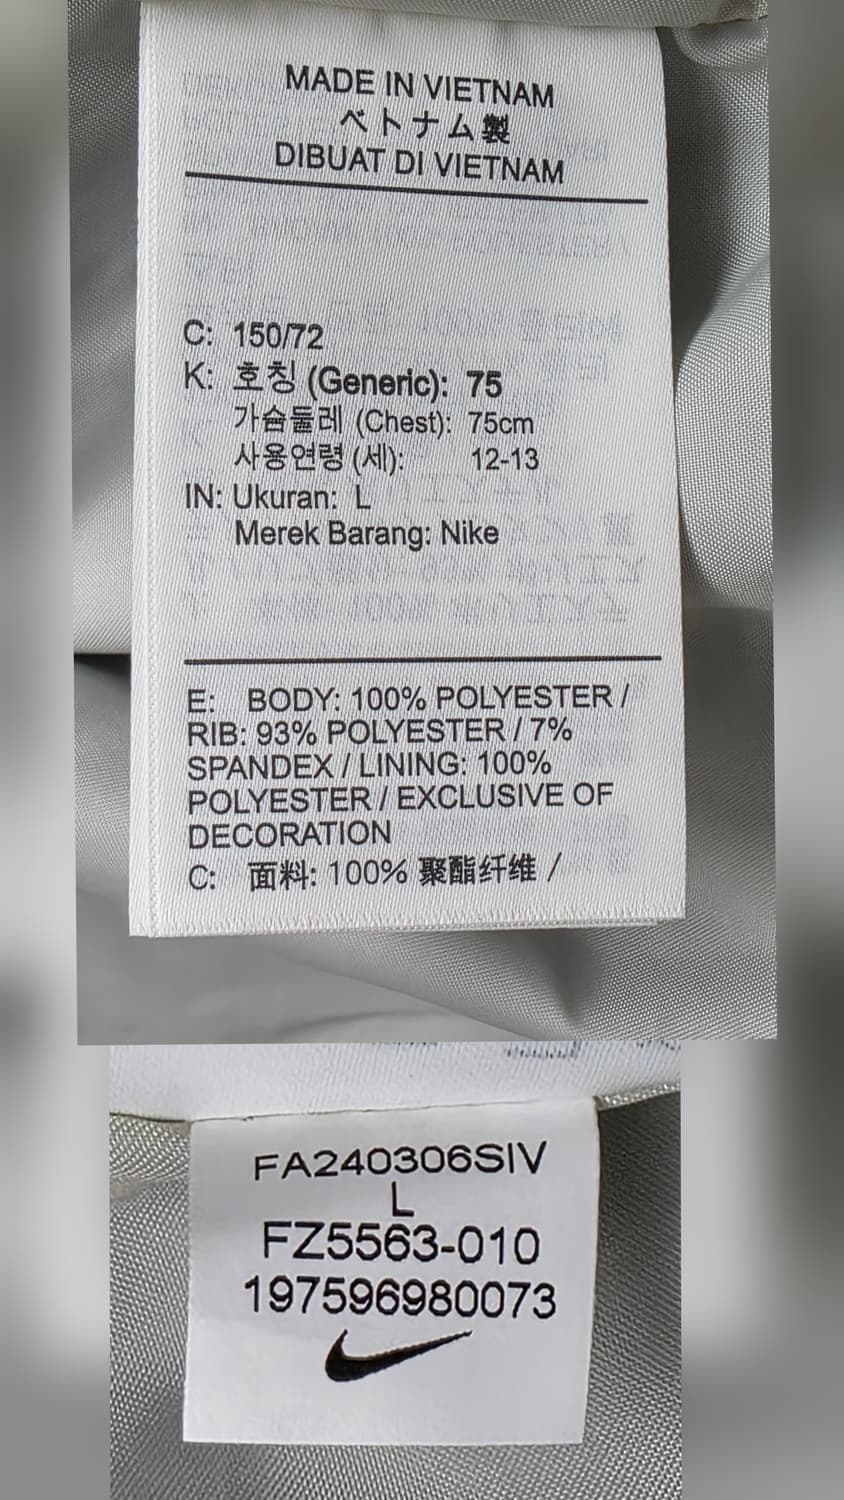 MADE IN VIETNAM
ベトナム製
DIBUAT DI VIETNAM
C: 150/72
K: 호칭 (Generic): 75
가슴둘레 (Chest): 75cm
사용연령 (세): 12-13
IN: Ukuran: L
Merek Barang: Nike
E: BODY: 100% POLYESTER /
RIB: 93% POLYESTER / 7%
SPANDEX / LINING: 100%
POLYESTER / EXCLUSIVE OF
DECORATION
C: 面料: 100% 聚酯纤维 /
FA240306SIV
L
FZ5563-010
197596980073